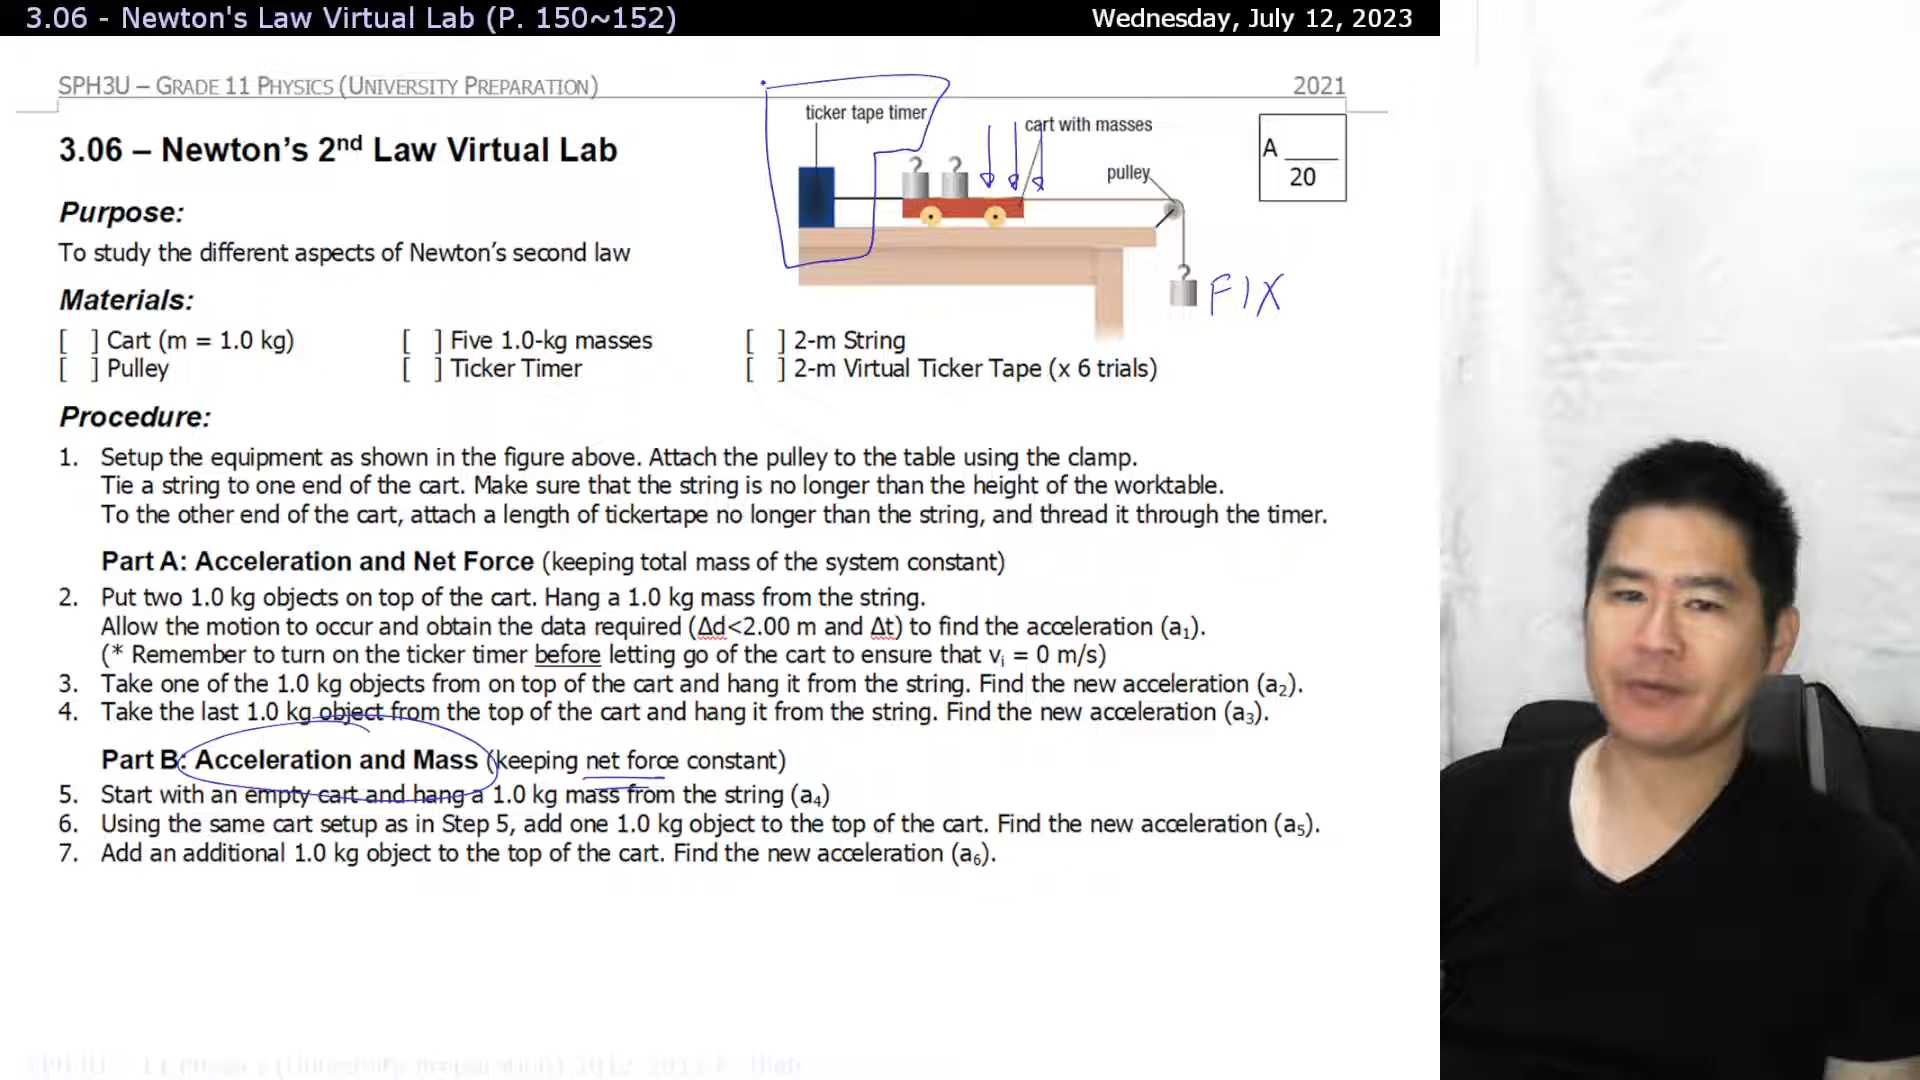 3.06 - Newton's Law Virtual Lab (P. 150~152)
Wednesday, July 12, 2023
SPH3U – GRADE 11 PHYSICS (UNIVERSITY PREPARATION)
2021
ticker tape timer
cart with masses
pulley
FIX
A ____
20
3.06 – Newton's 2nd Law Virtual Lab
Purpose:
To study the different aspects of Newton's second law
Materials:
[ ] Cart (m = 1.0 kg) [ ] Five 1.0-kg masses [ ] 2-m String
[ ] Pulley [ ] Ticker Timer [ ] 2-m Virtual Ticker Tape (x 6 trials)
Procedure:
1. Setup the equipment as shown in the figure above. Attach the pulley to the table using the clamp.
Tie a string to one end of the cart. Make sure that the string is no longer than the height of the worktable.
To the other end of the cart, attach a length of tickertape no longer than the string, and thread it through the timer.
Part A: Acceleration and Net Force (keeping total mass of the system constant)
2. Put two 1.0 kg objects on top of the cart. Hang a 1.0 kg mass from the string.
Allow the motion to occur and obtain the data required (Δd<2.00 m and Δt) to find the acceleration (a₁).
(* Remember to turn on the ticker timer before letting go of the cart to ensure that vᵢ = 0 m/s)
3. Take one of the 1.0 kg objects from on top of the cart and hang it from the string. Find the new acceleration (a₂).
4. Take the last 1.0 kg object from the top of the cart and hang it from the string. Find the new acceleration (a₃).
Part B: Acceleration and Mass (keeping net force constant)
5. Start with an empty cart and hang a 1.0 kg mass from the string (a₄)
6. Using the same cart setup as in Step 5, add one 1.0 kg object to the top of the cart. Find the new acceleration (a₅).
7. Add an additional 1.0 kg object to the top of the cart. Find the new acceleration (a₆).